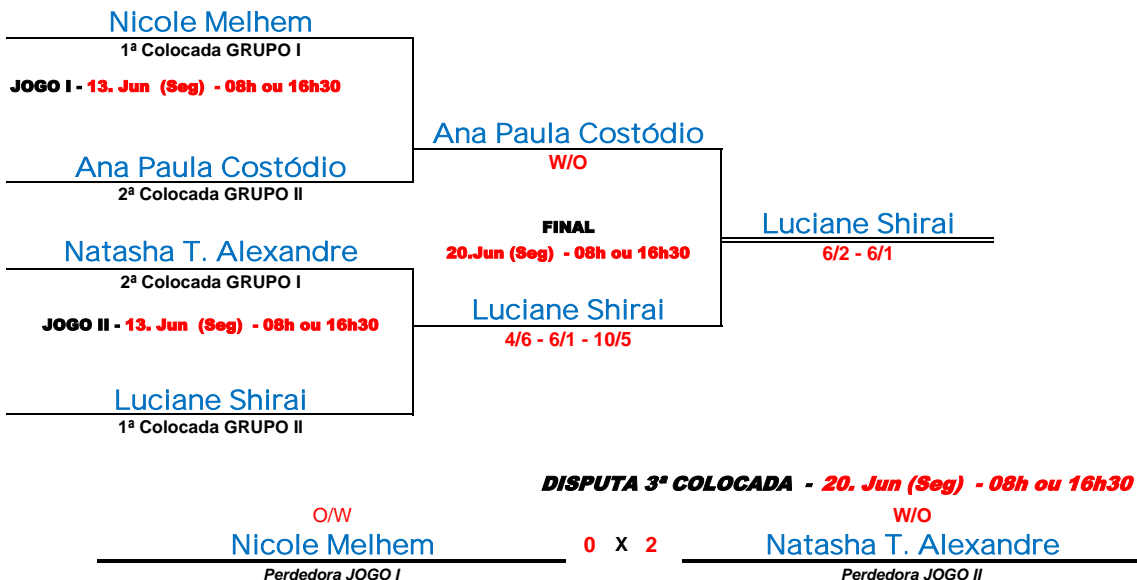 Nicole Melhem
1ª Colocada GRUPO I
JOGO I - 13. Jun (Seg) - 08h ou 16h30
Ana Paula Costódio
W/O
Ana Paula Costódio
2ª Colocada GRUPO II
FINAL
20.Jun (Seg) - 08h ou 16h30
Luciane Shirai
6/2 - 6/1
Natasha T. Alexandre
2ª Colocada GRUPO I
JOGO II - 13. Jun (Seg) - 08h ou 16h30
Luciane Shirai
4/6 - 6/1 - 10/5
Luciane Shirai
1ª Colocada GRUPO II
DISPUTA 3ª COLOCADA - 20. Jun (Seg) - 08h ou 16h30
O/W W/O
Nicole Melhem 0 X 2 Natasha T. Alexandre
Perdedora JOGO I Perdedora JOGO II